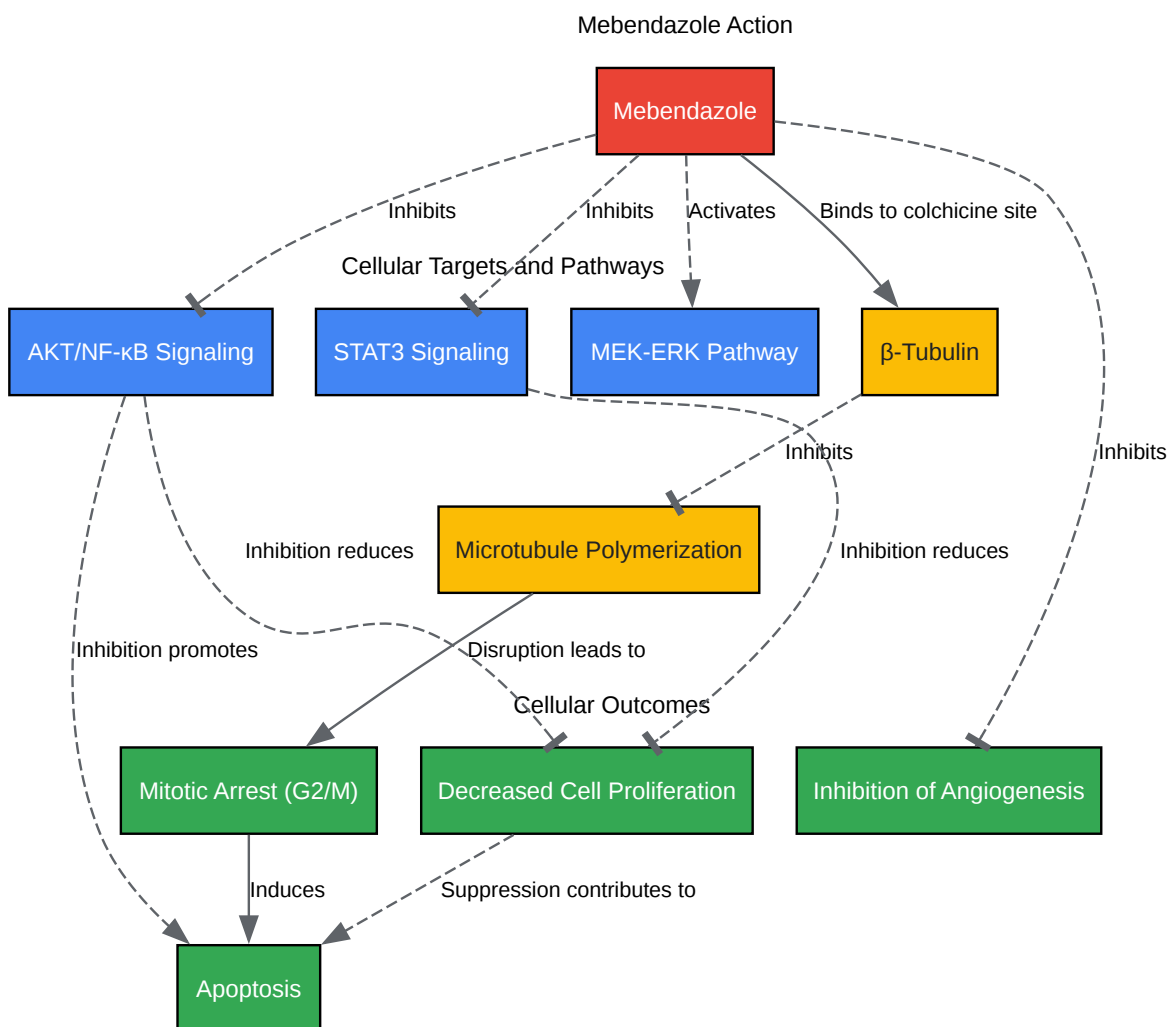 Mebendazole Action
Mebendazole
Inhibits
Inhibits
Activates
Binds to colchicine site
Cellular Targets and Pathways
AKT/NF-κB Signaling
STAT3 Signaling
MEK-ERK Pathway
β-Tubulin
Inhibits
Inhibits
Inhibition reduces
Microtubule Polymerization
Inhibition reduces
Inhibition promotes
Disruption leads to
Cellular Outcomes
Mitotic Arrest (G2/M)
Decreased Cell Proliferation
Inhibition of Angiogenesis
Induces
Suppression contributes to
Apoptosis